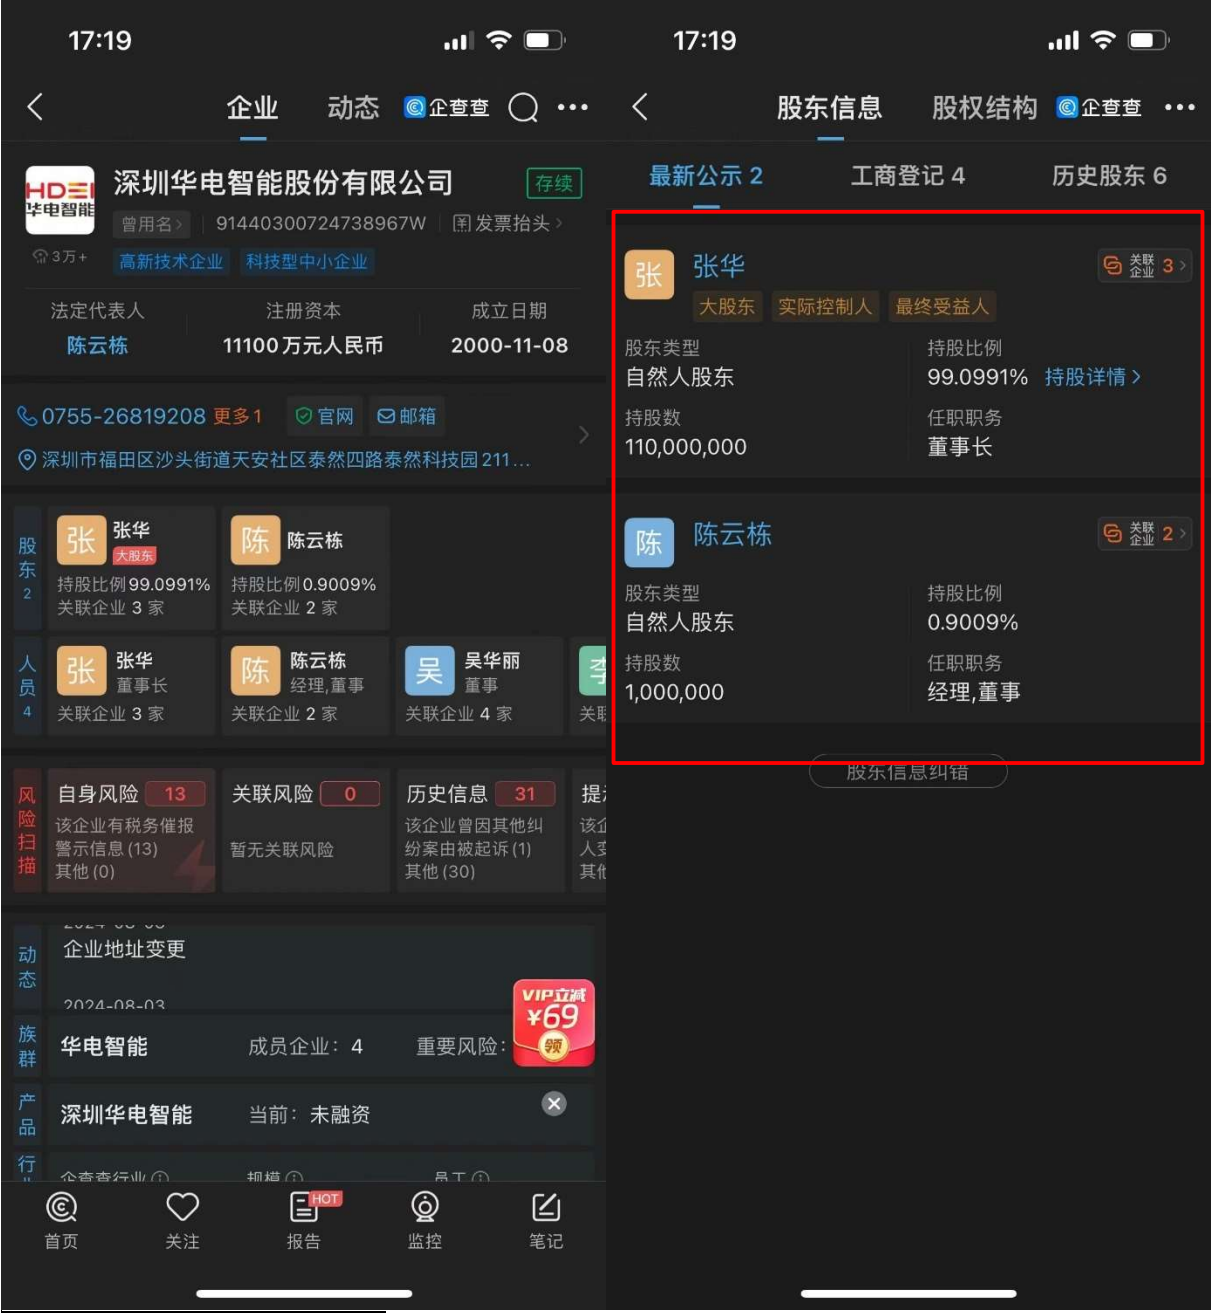 17:19
企业 动态 企查查
HDEI
华电智能
深圳华电智能股份有限公司 存续
曾用名 91440300724738967W 发票抬头
3万+ 高新技术企业 科技型中小企业
法定代表人 注册资本 成立日期
陈云栋 11100万元人民币 2000-11-08
0755-26819208 更多1 官网 邮箱
深圳市福田区沙头街道天安社区泰然四路泰然科技园211...
股东 2
张 张华 大股东
持股比例99.0991%
关联企业 3 家
陈 陈云栋
持股比例0.9009%
关联企业 2 家
人员 4
张 张华
董事长
关联企业 3 家
陈 陈云栋
经理,董事
关联企业 2 家
吴 吴华丽
董事
关联企业 4 家
李
关联
风险扫描
自身风险 13
该企业有税务催报
警示信息(13)
其他(0)
关联风险 0
暂无关联风险
历史信息 31
该企业曾因其他纠
纷案由被起诉(1)
其他(30)
提
该企
人变
其他
动态
企业地址变更
2024-08-03
VIP立减
¥69
领
族群
华电智能 成员企业：4 重要风险：
产品
深圳华电智能 当前：未融资
行
企查查行业 规模 员工
首页 关注 报告 HOT 监控 笔记
17:19
股东信息 股权结构 企查查
最新公示 2 工商登记 4 历史股东 6
张 张华 关联企业 3
大股东 实际控制人 最终受益人
股东类型 持股比例
自然人股东 99.0991% 持股详情
持股数 任职职务
110,000,000 董事长
陈 陈云栋 关联企业 2
股东类型 持股比例
自然人股东 0.9009%
持股数 任职职务
1,000,000 经理,董事
股东信息纠错